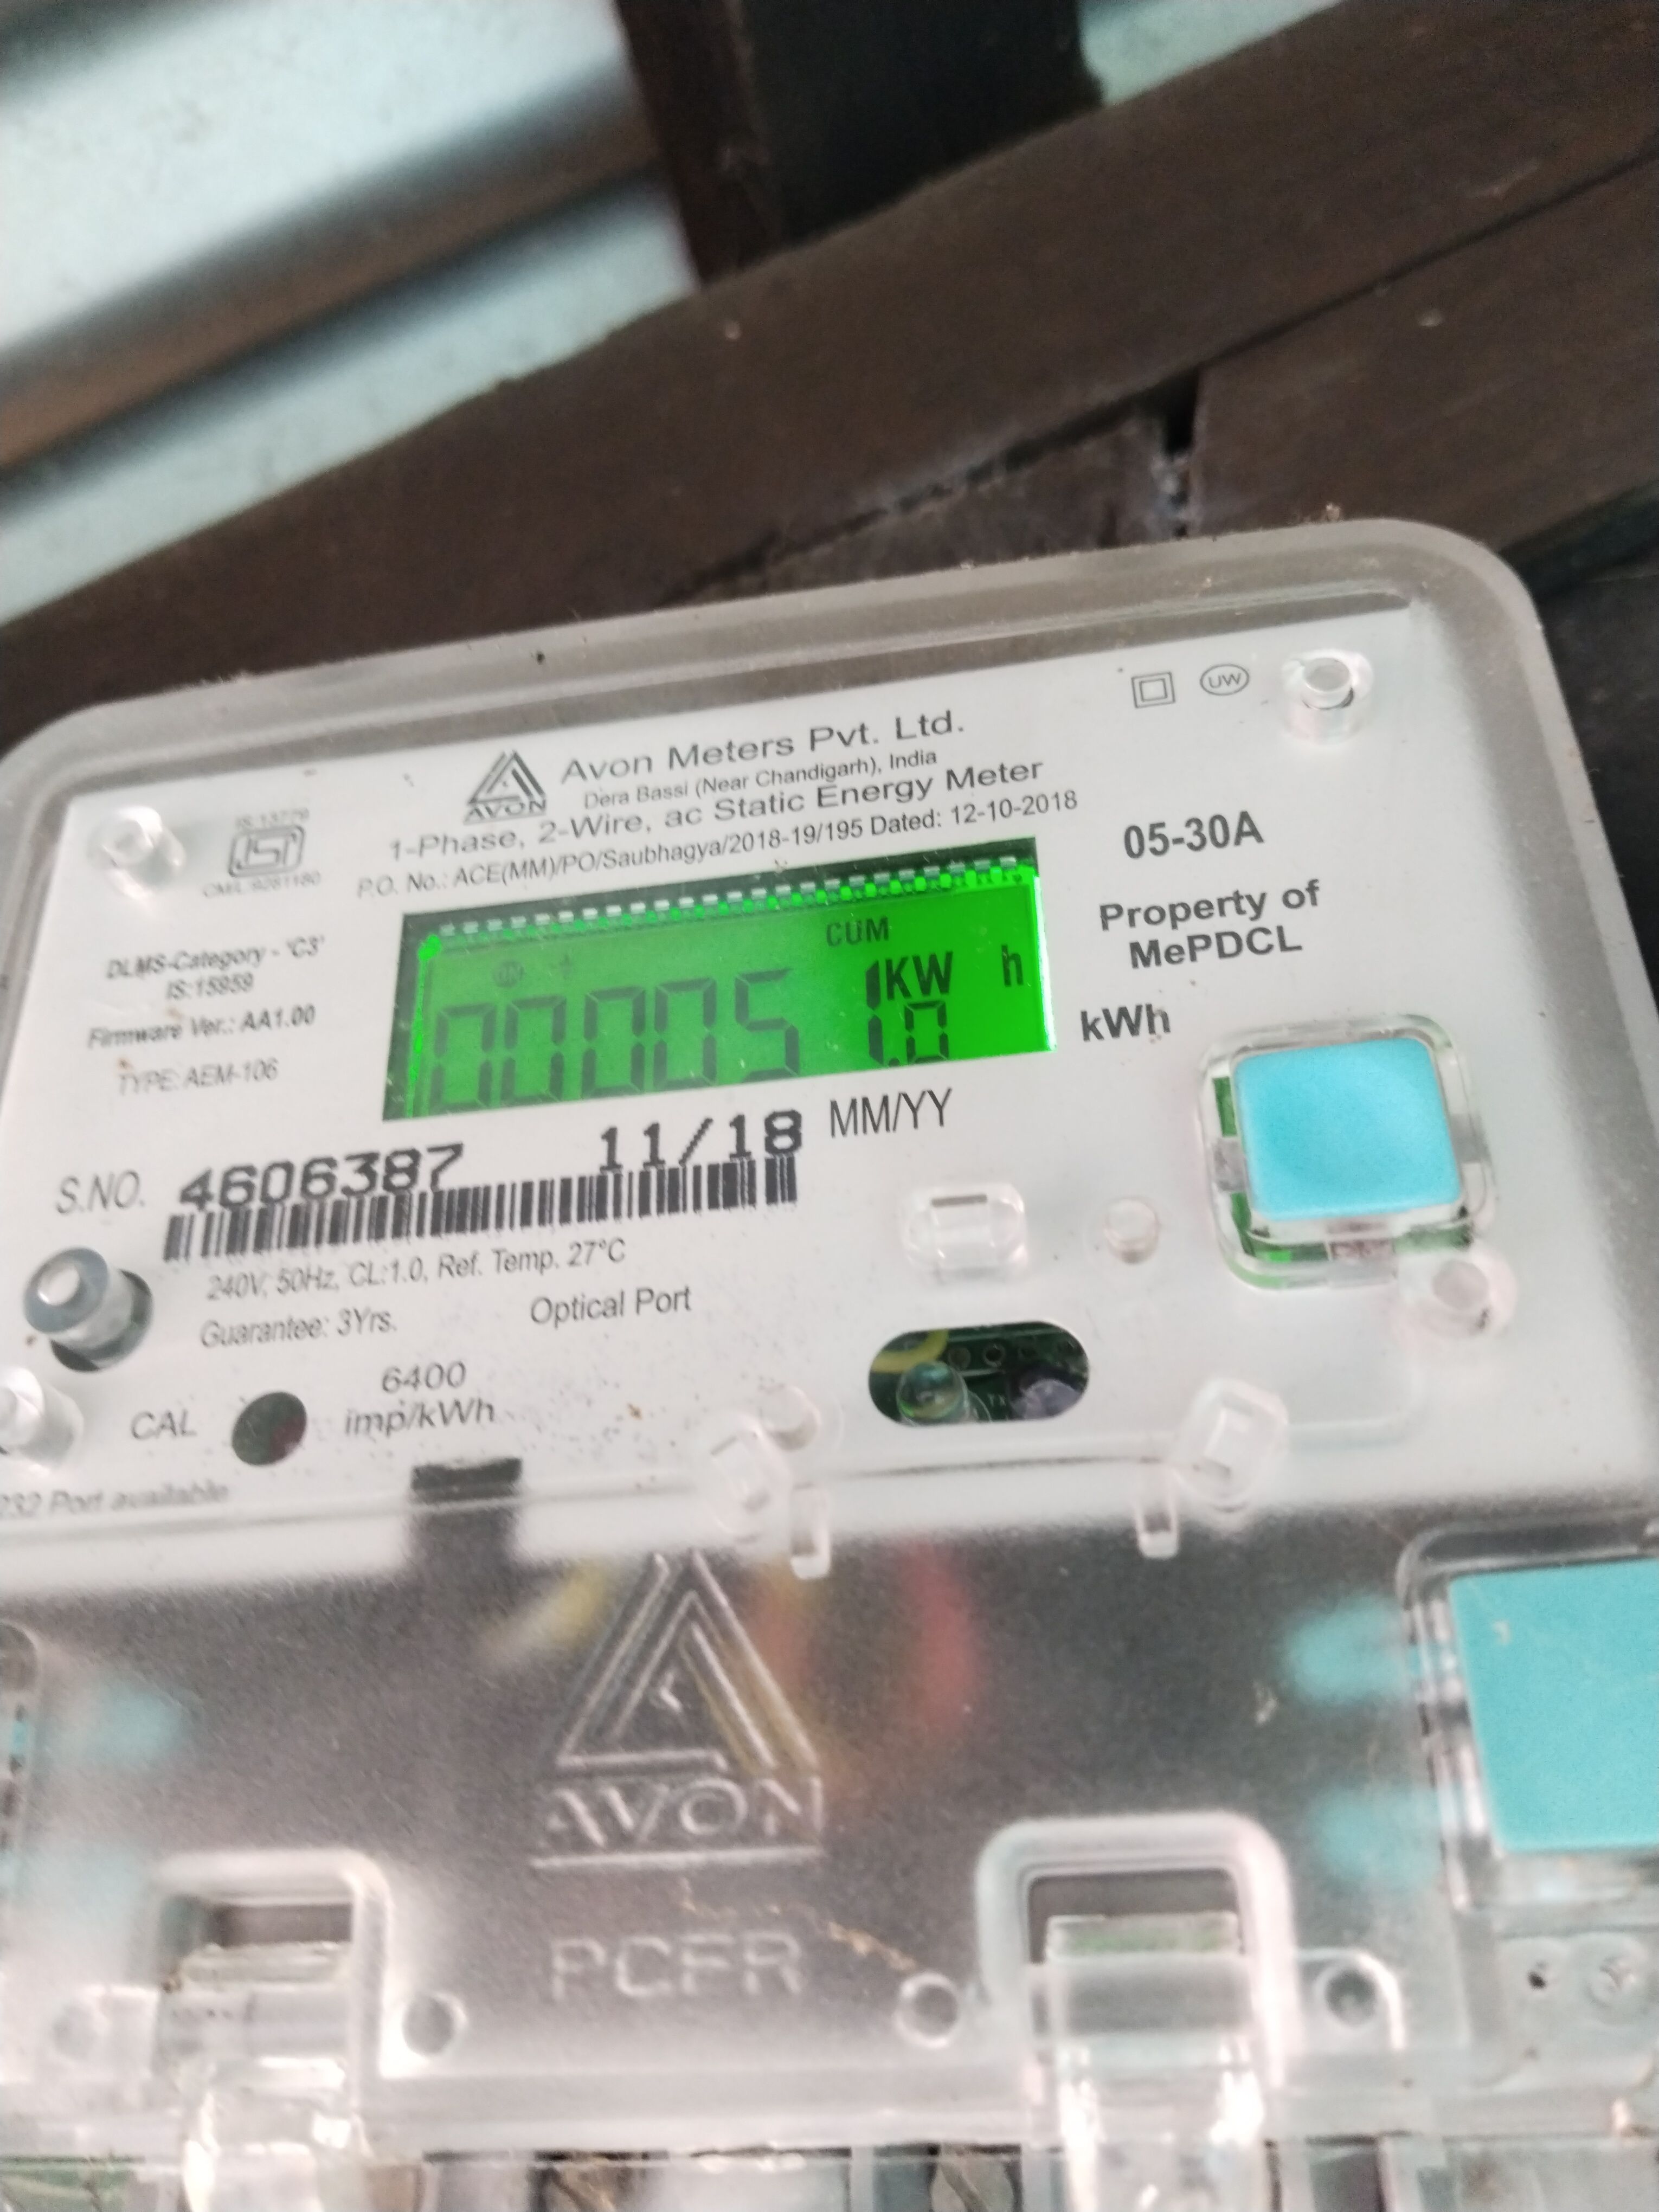 UW
Avon Meters Pvt. Ltd.
Dera Bassi (Near Chandigarh), India
AVON
1-Phase, 2-Wire, ac Static Energy Meter
P.O. No.: ACE(MM)/PO/Saubhagya/2018-19/195 Dated: 12-10-2018
05-30A
Property of
MePDCL
ISI
DLMS-Category - 'C3'
IS:15959
Firmware Ver.: AA1.00
TYPE: AEM-106
CUM
KW h
000051.0
kWh
S.NO. 4606387 11/18 MM/YY
240V, 50Hz, CL:1.0, Ref. Temp. 27°C
Guarantee: 3Yrs.
Optical Port
CAL
6400
imp/kWh
232 Port available
AVON
PCFR